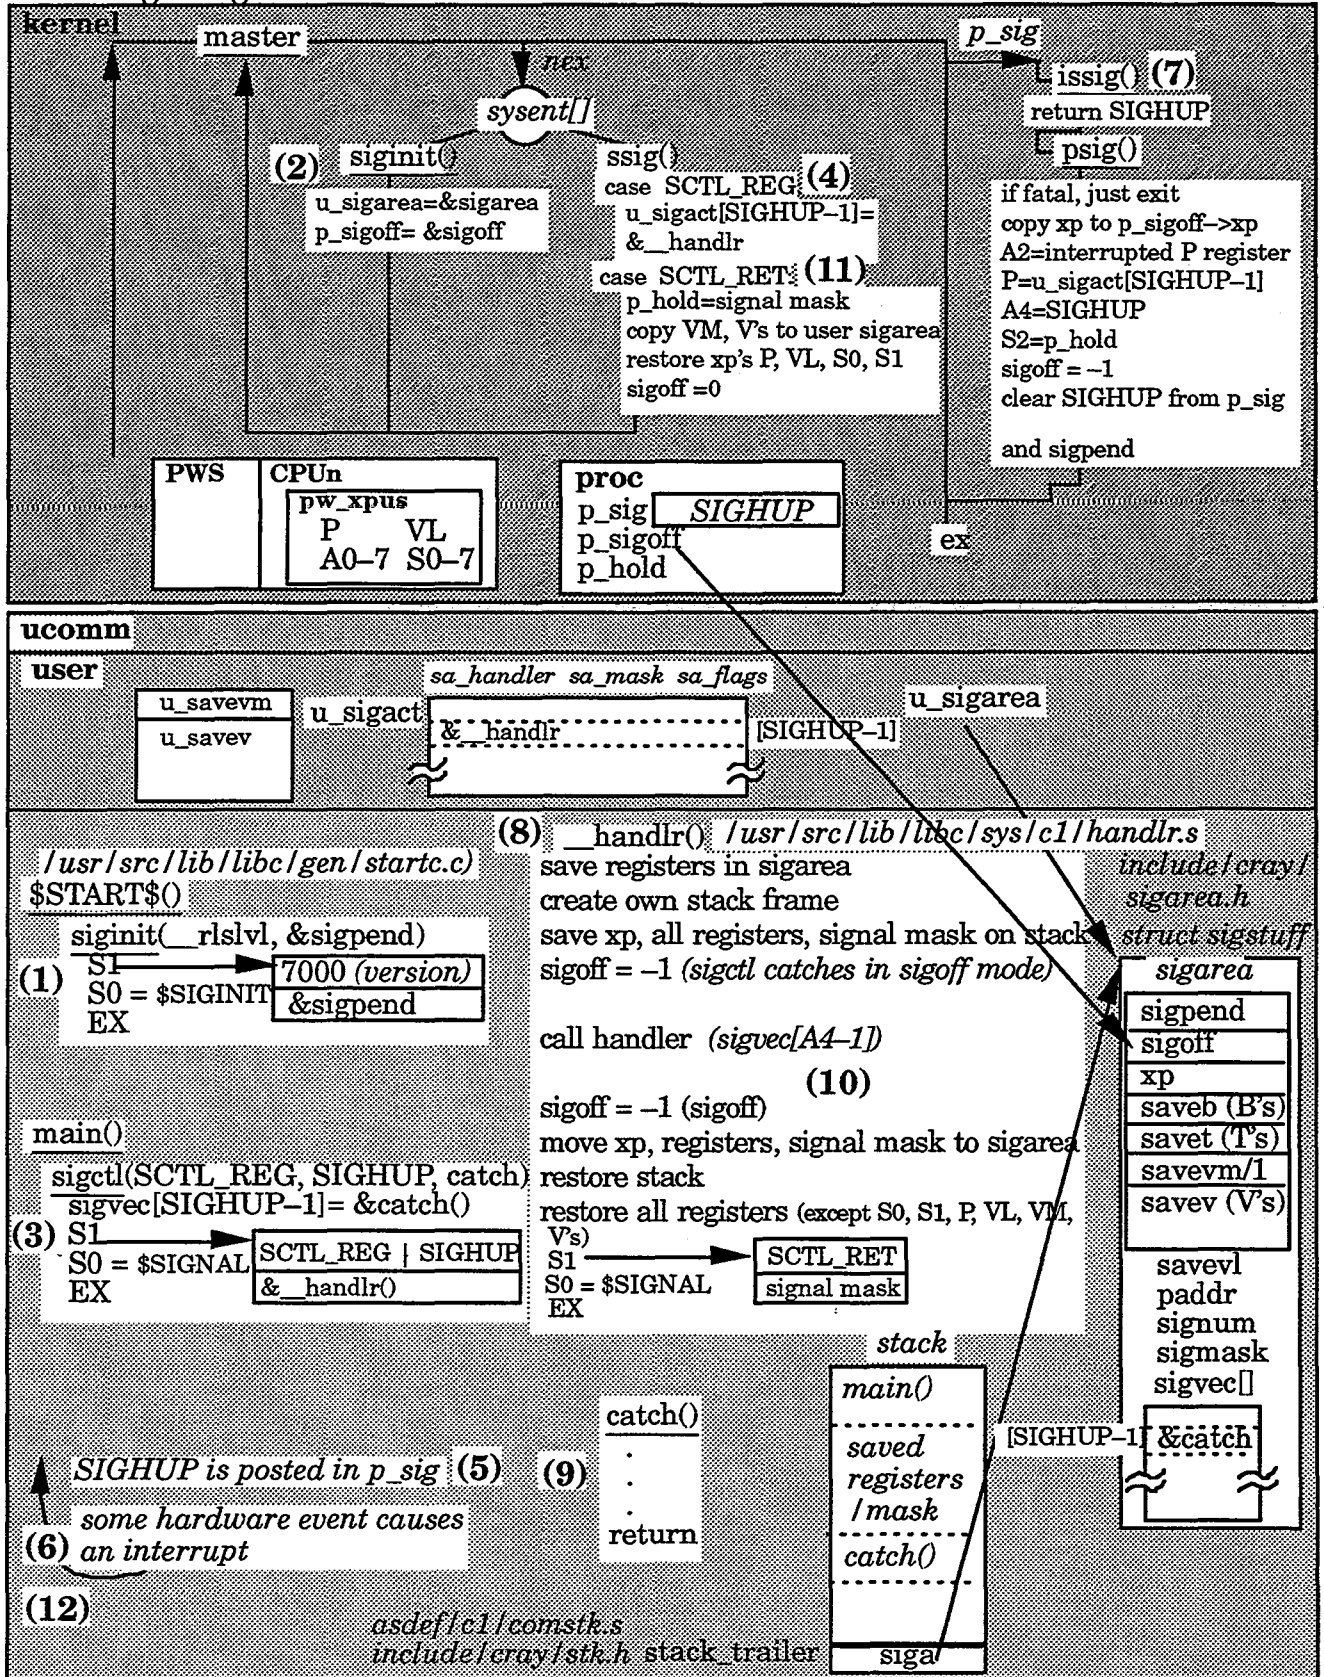 kernel
master
nex
sysent[]
p_sig
issig() (7)
return SIGHUP
psig()
if fatal, just exit
copy xp to p_sigoff–>xp
A2=interrupted P register
P=u_sigact[SIGHUP–1]
A4=SIGHUP
S2=p_hold
sigoff = –1
clear SIGHUP from p_sig
and sigpend
ex
(2) siginit()
u_sigarea=&sigarea
p_sigoff= &sigoff
ssig()
case SCTL_REG: (4)
u_sigact[SIGHUP–1]=
&__handlr
case SCTL_RET: (11)
p_hold=signal mask
copy VM, V's to user sigarea
restore xp's P, VL, S0, S1
sigoff =0
PWS CPUn
pw_xpus
P VL
A0–7 S0–7
proc
p_sig SIGHUP
p_sigoff
p_hold
ucomm
user
u_savevm
u_savev
sa_handler sa_mask sa_flags
u_sigact &__handlr [SIGHUP–1]
u_sigarea
/usr/src/lib/libc/gen/startc.c)
$START$()
siginit(__rlslvl, &sigpend)
(1) S1 7000 (version)
S0 = $SIGINIT &sigpend
EX
main()
sigctl(SCTL_REG, SIGHUP, catch)
sigvec[SIGHUP–1]= &catch()
(3) S1 SCTL_REG | SIGHUP
S0 = $SIGNAL &__handlr()
EX
(8) __handlr() /usr/src/lib/libc/sys/c1/handlr.s
save registers in sigarea
create own stack frame
save xp, all registers, signal mask on stack
sigoff = –1 (sigctl catches in sigoff mode)
call handler (sigvec[A4–1])
(10)
sigoff = –1 (sigoff)
move xp, registers, signal mask to sigarea
restore stack
restore all registers (except S0, S1, P, VL, VM,
V's)
S1 SCTL_RET
S0 = $SIGNAL signal mask
EX
include/cray/
sigarea.h
struct sigstuff
sigarea
sigpend
sigoff
xp
saveb (B's)
savet (T's)
savevm/1
savev (V's)
savevl
paddr
signum
sigmask
sigvec[]
[SIGHUP–1] &catch
stack
main()
saved
registers
/mask
catch()
siga
(9) catch()
.
.
.
return
SIGHUP is posted in p_sig (5)
some hardware event causes
(6) an interrupt
(12)
asdef/c1/comstk.s
include/cray/stk.h stack_trailer